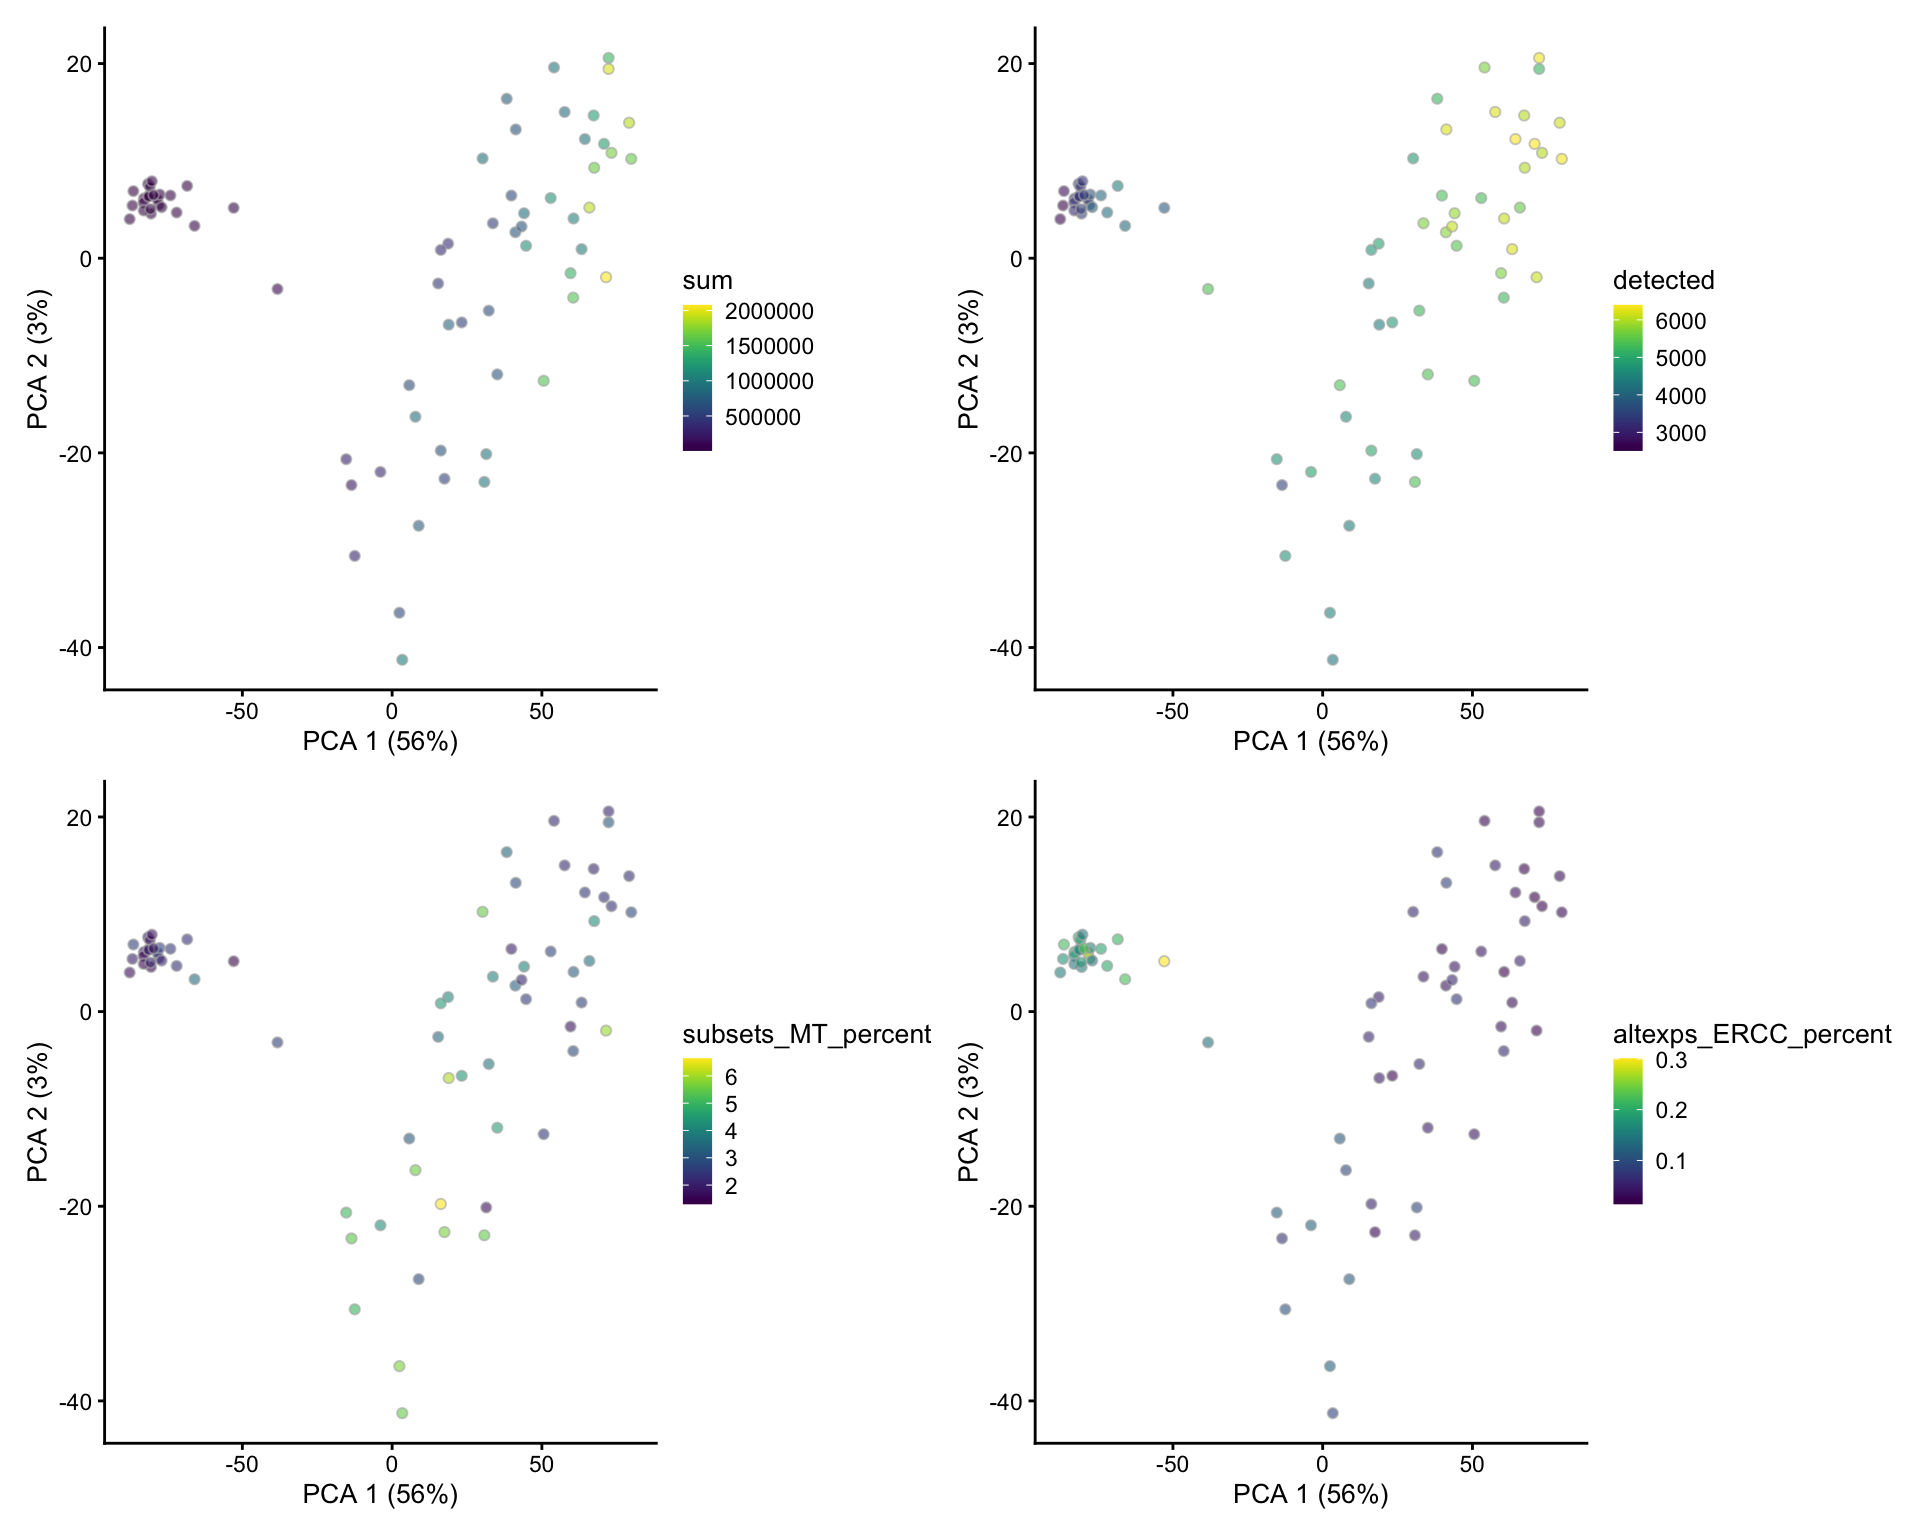 20
0
-20
-40
PCA 2 (3%)
-50 0 50
PCA 1 (56%)
sum
2000000
1500000
1000000
500000
20
0
-20
-40
PCA 2 (3%)
-50 0 50
PCA 1 (56%)
detected
6000
5000
4000
3000
20
0
-20
-40
PCA 2 (3%)
-50 0 50
PCA 1 (56%)
subsets_MT_percent
6
5
4
3
2
20
0
-20
-40
PCA 2 (3%)
-50 0 50
PCA 1 (56%)
altexps_ERCC_percent
0.3
0.2
0.1